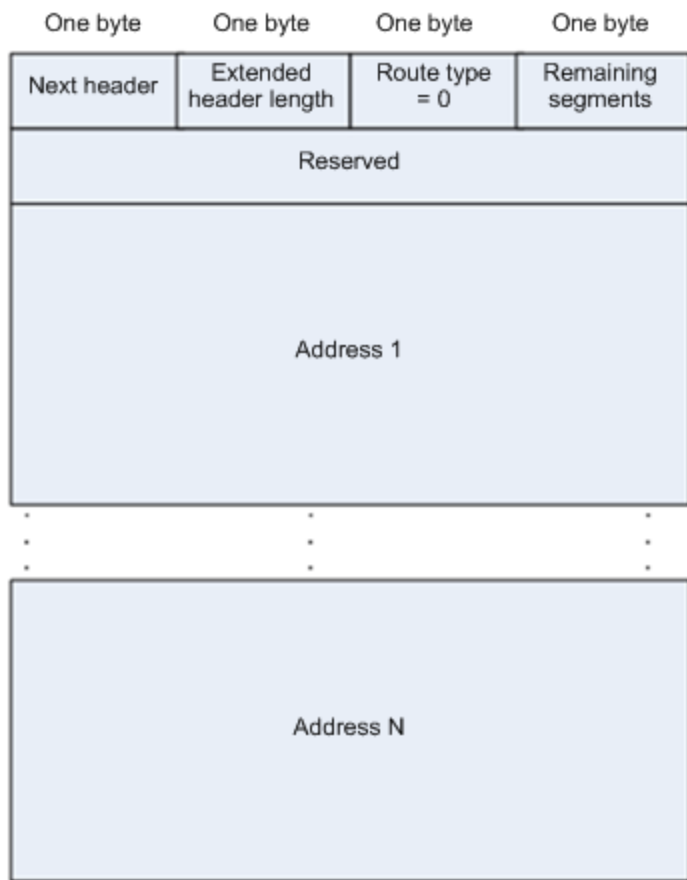 One byte One byte One byte One byte
Next header
Extended
header length
Route type
= 0
Remaining
segments
Reserved
Address 1
Address N